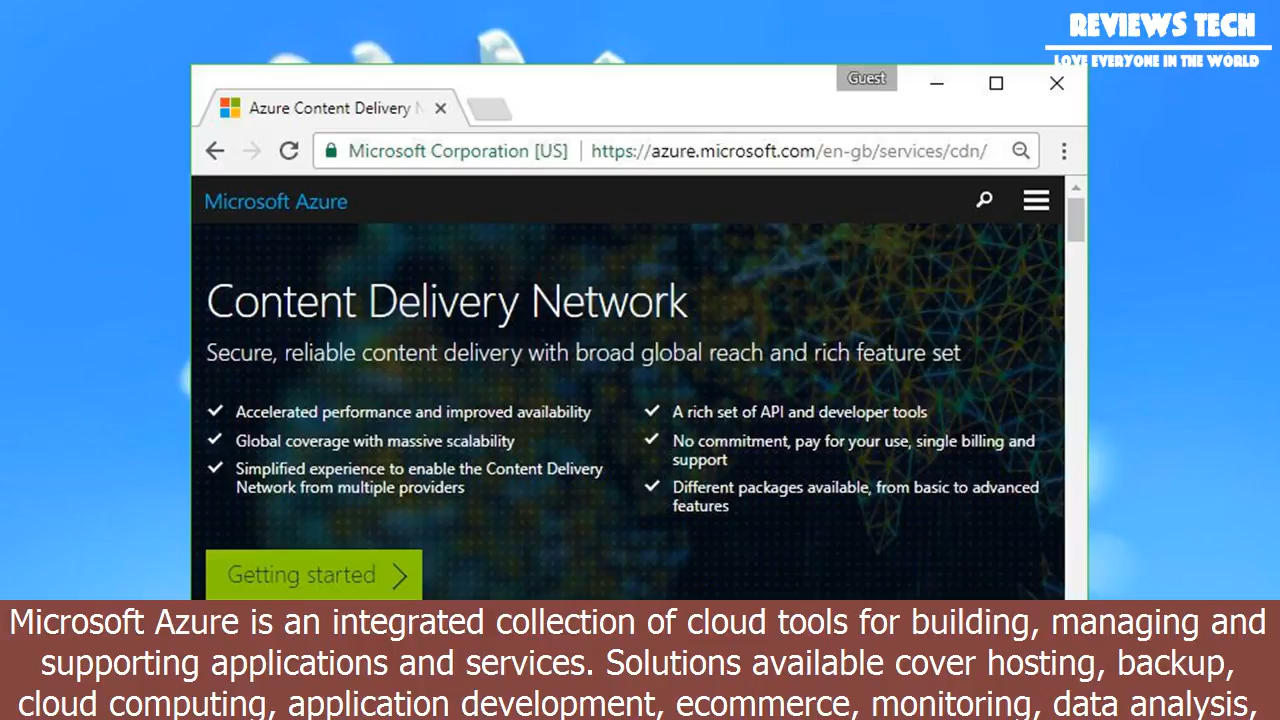 REVIEWS TECH
LOVE EVERYONE IN THE WORLD
Guest
Azure Content Delivery N
Microsoft Corporation [US]
https://azure.microsoft.com/en-gb/services/cdn/
Microsoft Azure
Content Delivery Network
Secure, reliable content delivery with broad global reach and rich feature set
Accelerated performance and improved availability
Global coverage with massive scalability
Simplified experience to enable the Content Delivery
Network from multiple providers
A rich set of API and developer tools
No commitment, pay for your use, single billing and
support
Different packages available, from basic to advanced
features
Getting started
Microsoft Azure is an integrated collection of cloud tools for building, managing and
supporting applications and services. Solutions available cover hosting, backup,
cloud computing, application development, ecommerce, monitoring, data analysis,